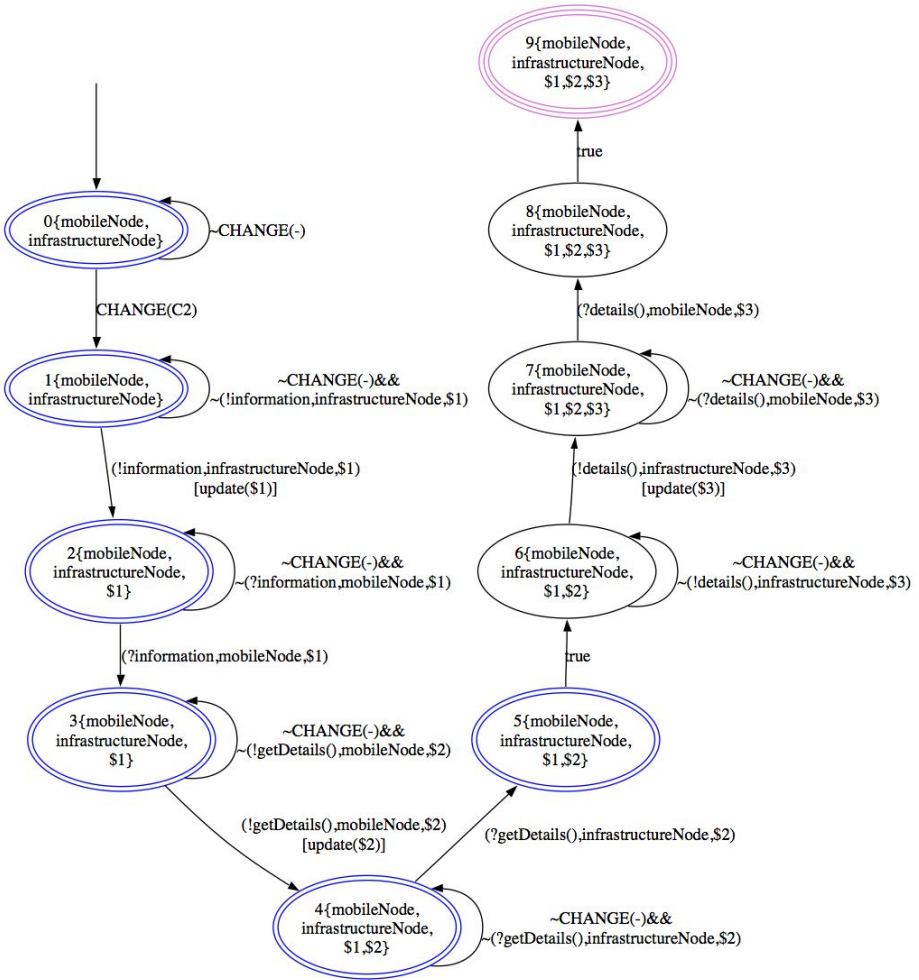 0{mobileNode,
infrastructureNode}
~CHANGE(-)
CHANGE(C2)
1{mobileNode,
infrastructureNode}
~CHANGE(-)&&
~(!information,infrastructureNode,$1)
(!information,infrastructureNode,$1)
[update($1)]
2{mobileNode,
infrastructureNode,
$1}
~CHANGE(-)&&
~(?information,mobileNode,$1)
(?information,mobileNode,$1)
3{mobileNode,
infrastructureNode,
$1}
~CHANGE(-)&&
~(!getDetails(),mobileNode,$2)
(!getDetails(),mobileNode,$2)
[update($2)]
4{mobileNode,
infrastructureNode,
$1,$2}
~CHANGE(-)&&
~(?getDetails(),infrastructureNode,$2)
(?getDetails(),infrastructureNode,$2)
5{mobileNode,
infrastructureNode,
$1,$2}
true
6{mobileNode,
infrastructureNode,
$1,$2}
~CHANGE(-)&&
~(!details(),infrastructureNode,$3)
(!details(),infrastructureNode,$3)
[update($3)]
7{mobileNode,
infrastructureNode,
$1,$2,$3}
~CHANGE(-)&&
~(?details(),mobileNode,$3)
(?details(),mobileNode,$3)
8{mobileNode,
infrastructureNode,
$1,$2,$3}
true
9{mobileNode,
infrastructureNode,
$1,$2,$3}